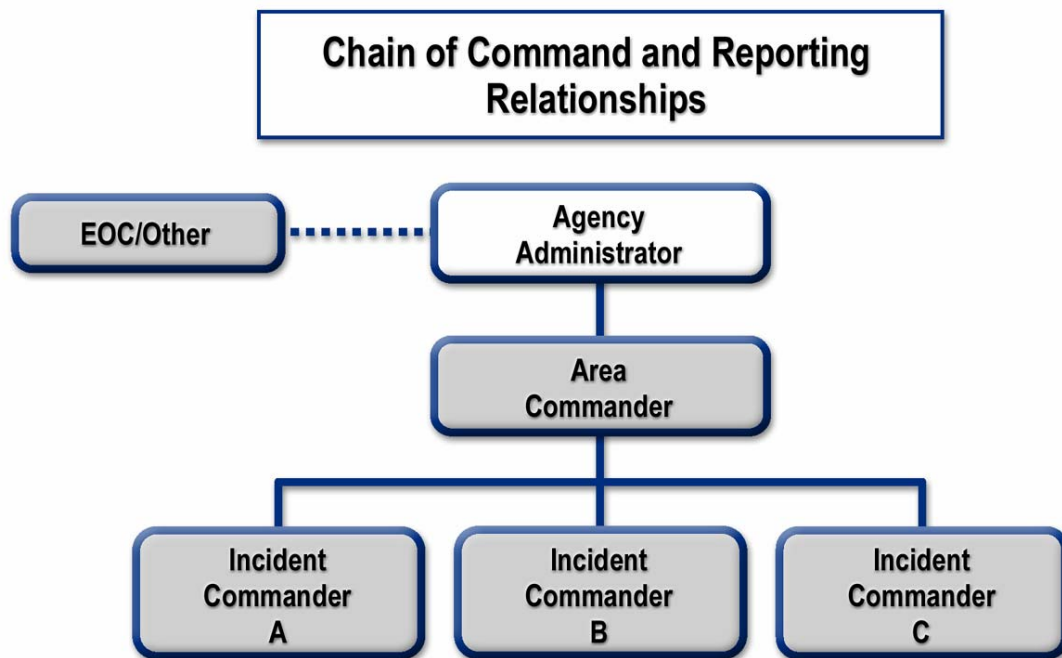 Chain of Command and Reporting
Relationships
EOC/Other
Agency
Administrator
Area
Commander
Incident
Commander
A
Incident
Commander
B
Incident
Commander
C